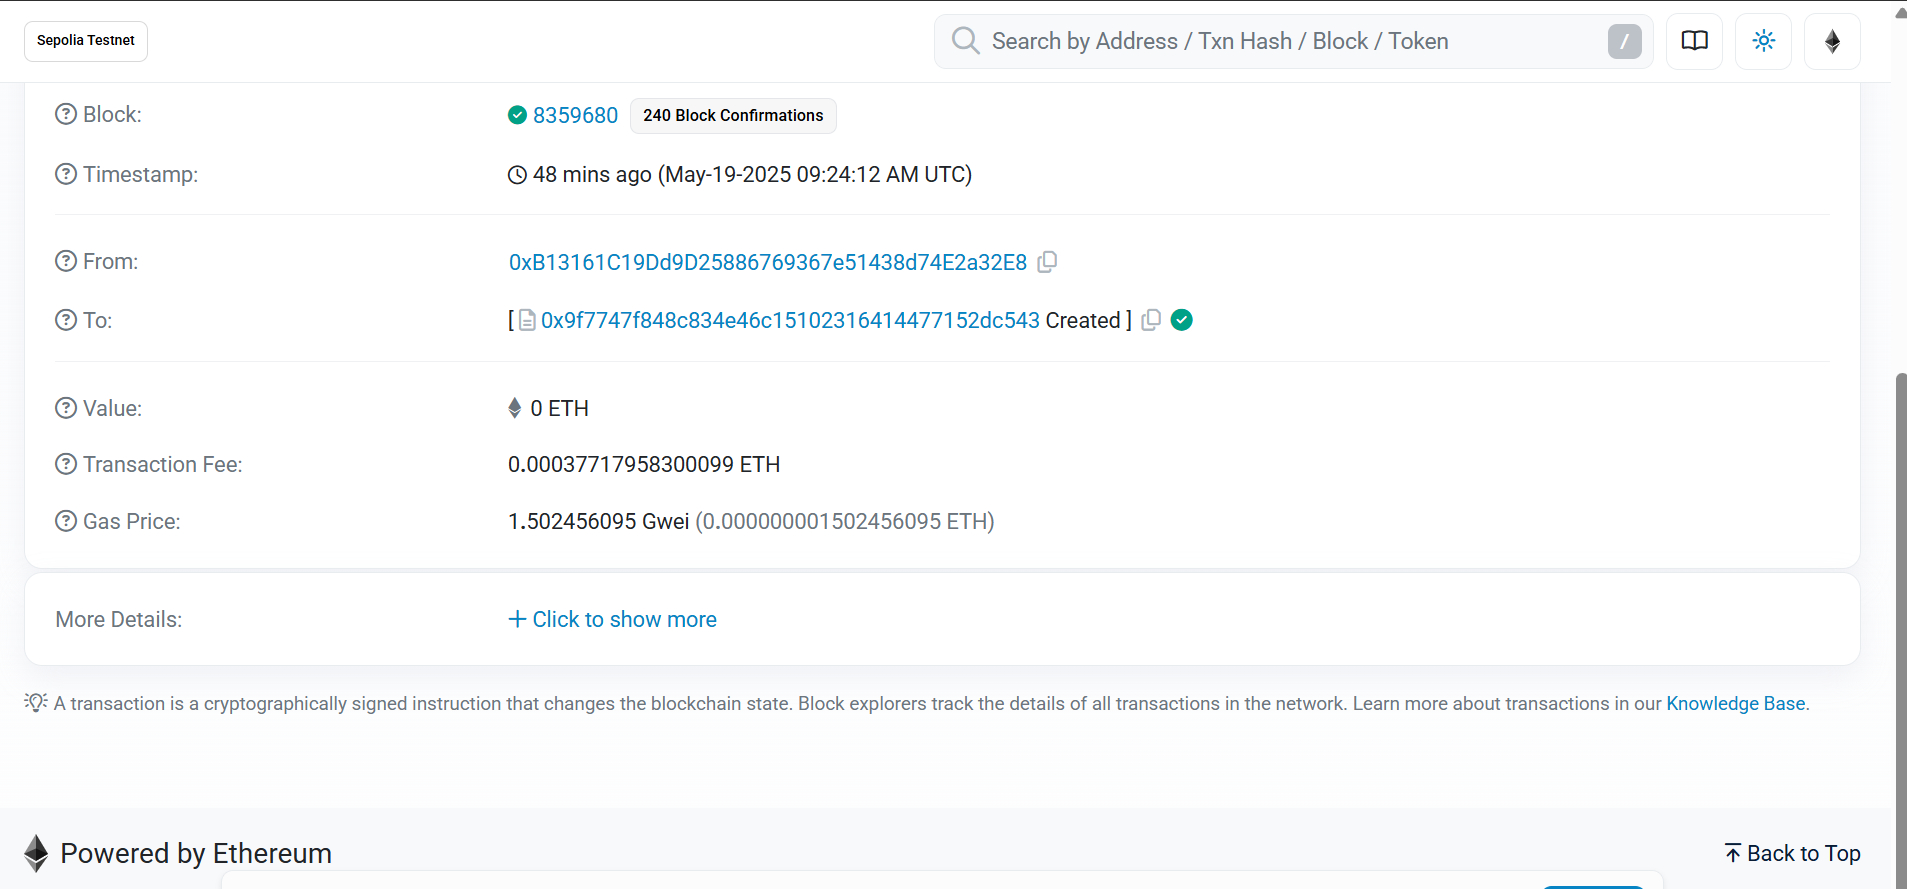 Sepolia Testnet
Search by Address / Txn Hash / Block / Token
/
Block:
8359680
240 Block Confirmations
Timestamp:
48 mins ago (May-19-2025 09:24:12 AM UTC)
From:
0xB13161C19Dd9D25886769367e51438d74E2a32E8
To:
[ 0x9f7747f848c834e46c15102316414477152dc543 Created ]
Value:
0 ETH
Transaction Fee:
0.00037717958300099 ETH
Gas Price:
1.502456095 Gwei (0.000000001502456095 ETH)
More Details:
+ Click to show more
A transaction is a cryptographically signed instruction that changes the blockchain state. Block explorers track the details of all transactions in the network. Learn more about transactions in our Knowledge Base.
Powered by Ethereum
Back to Top